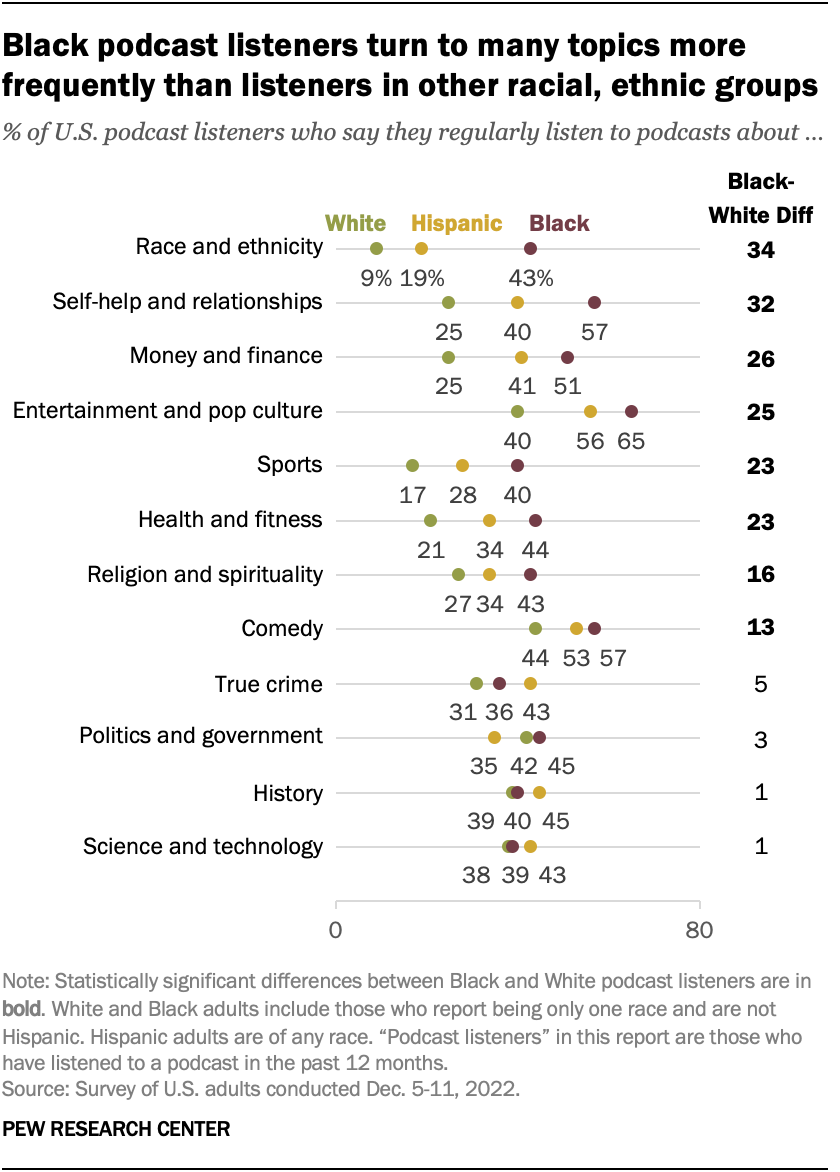 Black podcast listeners turn to many topics more
frequently than listeners in other racial, ethnic groups
% of U.S. podcast listeners who say they regularly listen to podcasts about ...
Black-
White Diff
White Hispanic Black
Race and ethnicity 34
9% 19% 43%
Self-help and relationships 32
25 40 57
Money and finance 26
25 41 51
Entertainment and pop culture 25
40 56 65
Sports 23
17 28 40
Health and fitness 23
21 34 44
Religion and spirituality 16
27 34 43
Comedy 13
44 53 57
True crime 5
31 36 43
Politics and government 3
35 42 45
History 1
39 40 45
Science and technology 1
38 39 43
0 80
Note: Statistically significant differences between Black and White podcast listeners are in
bold. White and Black adults include those who report being only one race and are not
Hispanic. Hispanic adults are of any race. “Podcast listeners” in this report are those who
have listened to a podcast in the past 12 months.
Source: Survey of U.S. adults conducted Dec. 5-11, 2022.
PEW RESEARCH CENTER